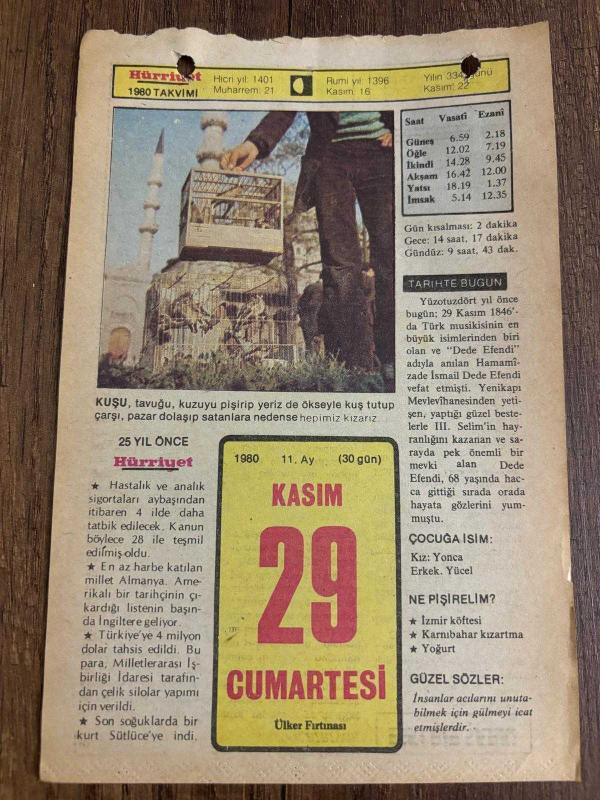 Hürriyet
1980 TAKVİMİ
Hicri yıl: 1401
Muharrem: 21
Rumi yıl: 1396
Kasım: 16
Yılın 334. günü
Kasım: 22
Saat Vasatî Ezanî
Güneş 6.59 2.18
Öğle 12.02 7.19
İkindi 14.28 9.45
Akşam 16.42 12.00
Yatsı 18.19 1.37
İmsak 5.14 12.35
Gün kısalması: 2 dakika
Gece: 14 saat, 17 dakika
Gündüz: 9 saat, 43 dak.
TARİHTE BUGÜN
Yüzotuzdört yıl önce
bugün; 29 Kasım 1846'-
da Türk musikisinin en
büyük isimlerinden biri
olan ve "Dede Efendi"
adıyla anılan Hamamî-
zade İsmail Dede Efendi
vefat etmişti. Yenikapı
Mevlevîhanesinden yeti-
şen, yaptığı güzel beste-
lerle III. Selim'in hay-
ranlığını kazanan ve sa-
rayda pek önemli bir
mevki alan Dede
Efendi, 68 yaşında hac-
ca gittiği sırada orada
hayata gözlerini yum-
muştu.
ÇOCUĞA İSİM:
Kız: Yonca
Erkek. Yücel
NE PİŞİRELİM?
★ İzmir köftesi
★ Karnıbahar kızartma
★ Yoğurt
GÜZEL SÖZLER:
İnsanlar acılarını unuta-
bilmek için gülmeyi icat
etmişlerdir.
KUŞU, tavuğu, kuzuyu pişirip yeriz de ökseyle kuş tutup
çarşı, pazar dolaşıp satanlara nedense hepimiz kızarız.
25 YIL ÖNCE
Hürriyet
★ Hastalık ve analık
sigortaları aybaşından
itibaren 4 ilde daha
tatbik edilecek. Kanun
böylece 28 ile teşmil
edilmiş oldu.
★ En az harbe katılan
millet Almanya. Ame-
rikalı bir tarihçinin çı-
kardığı listenin başın-
da İngiltere geliyor.
★ Türkiye'ye 4 milyon
dolar tahsis edildi. Bu
para, Milletlerarası İş-
birliği İdaresi tarafın-
dan çelik silolar yapımı
için verildi.
★ Son soğuklarda bir
kurt Sütlüce'ye indi.
1980 11. Ay (30 gün)
KASIM
29
CUMARTESİ
Ülker Fırtınası